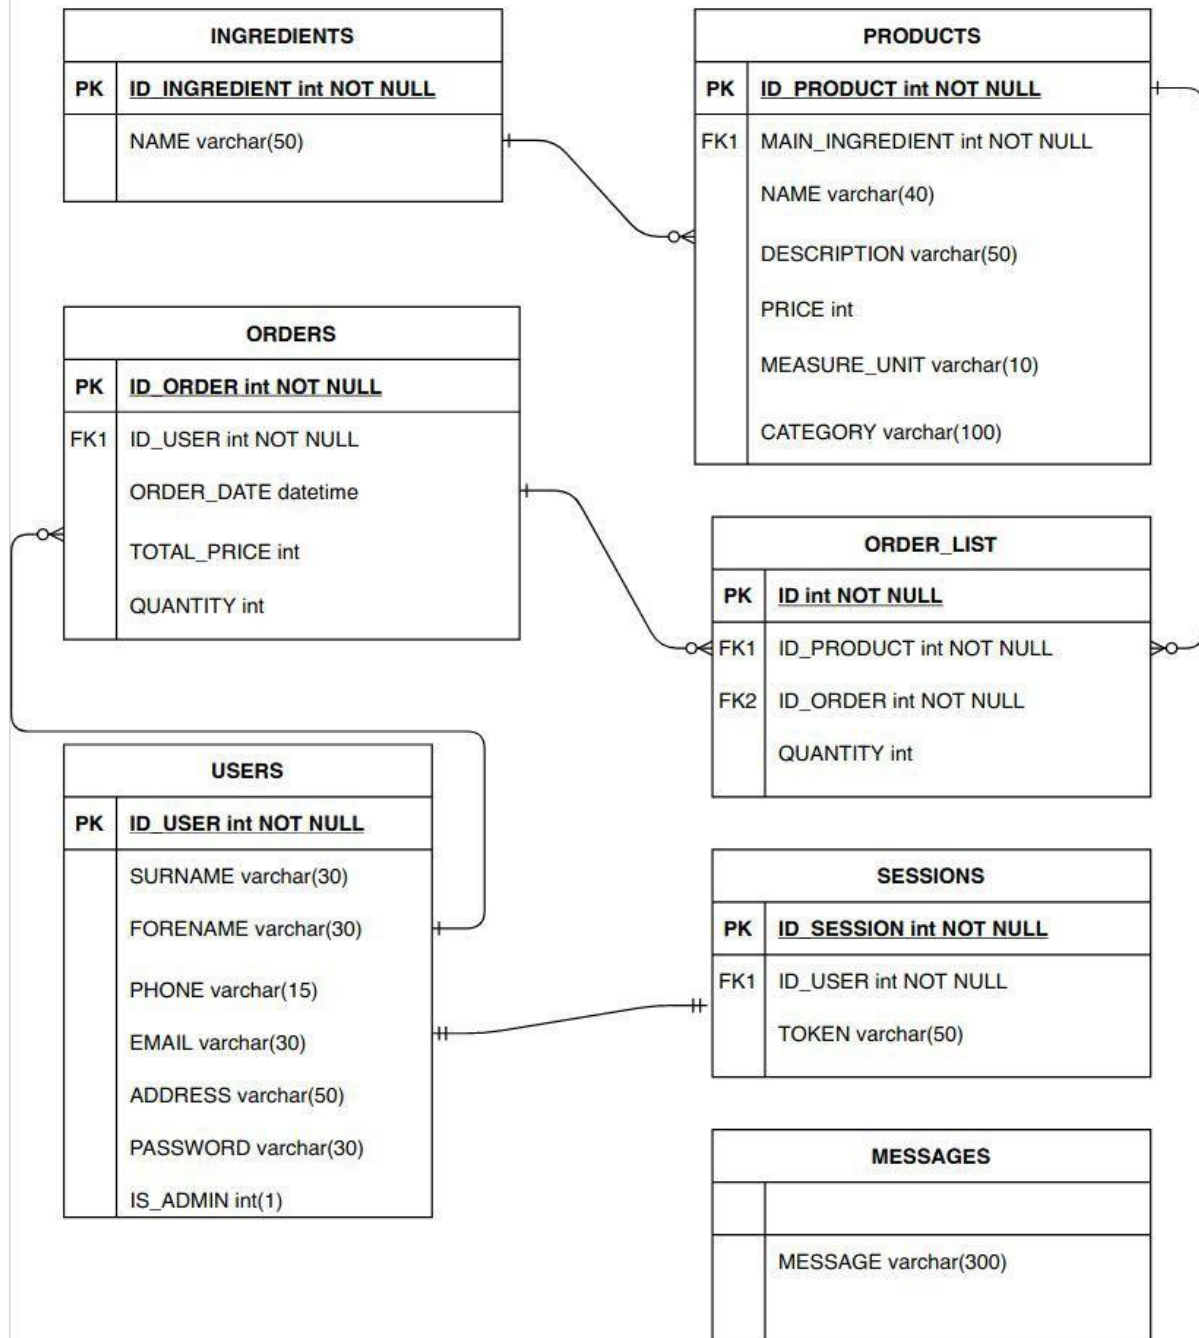 INGREDIENTS
PK ID_INGREDIENT int NOT NULL
NAME varchar(50)
PRODUCTS
PK ID_PRODUCT int NOT NULL
FK1 MAIN_INGREDIENT int NOT NULL
NAME varchar(40)
DESCRIPTION varchar(50)
PRICE int
MEASURE_UNIT varchar(10)
CATEGORY varchar(100)
ORDERS
PK ID_ORDER int NOT NULL
FK1 ID_USER int NOT NULL
ORDER_DATE datetime
TOTAL_PRICE int
QUANTITY int
ORDER_LIST
PK ID int NOT NULL
FK1 ID_PRODUCT int NOT NULL
FK2 ID_ORDER int NOT NULL
QUANTITY int
USERS
PK ID_USER int NOT NULL
SURNAME varchar(30)
FORENAME varchar(30)
PHONE varchar(15)
EMAIL varchar(30)
ADDRESS varchar(50)
PASSWORD varchar(30)
IS_ADMIN int(1)
SESSIONS
PK ID_SESSION int NOT NULL
FK1 ID_USER int NOT NULL
TOKEN varchar(50)
MESSAGES
MESSAGE varchar(300)